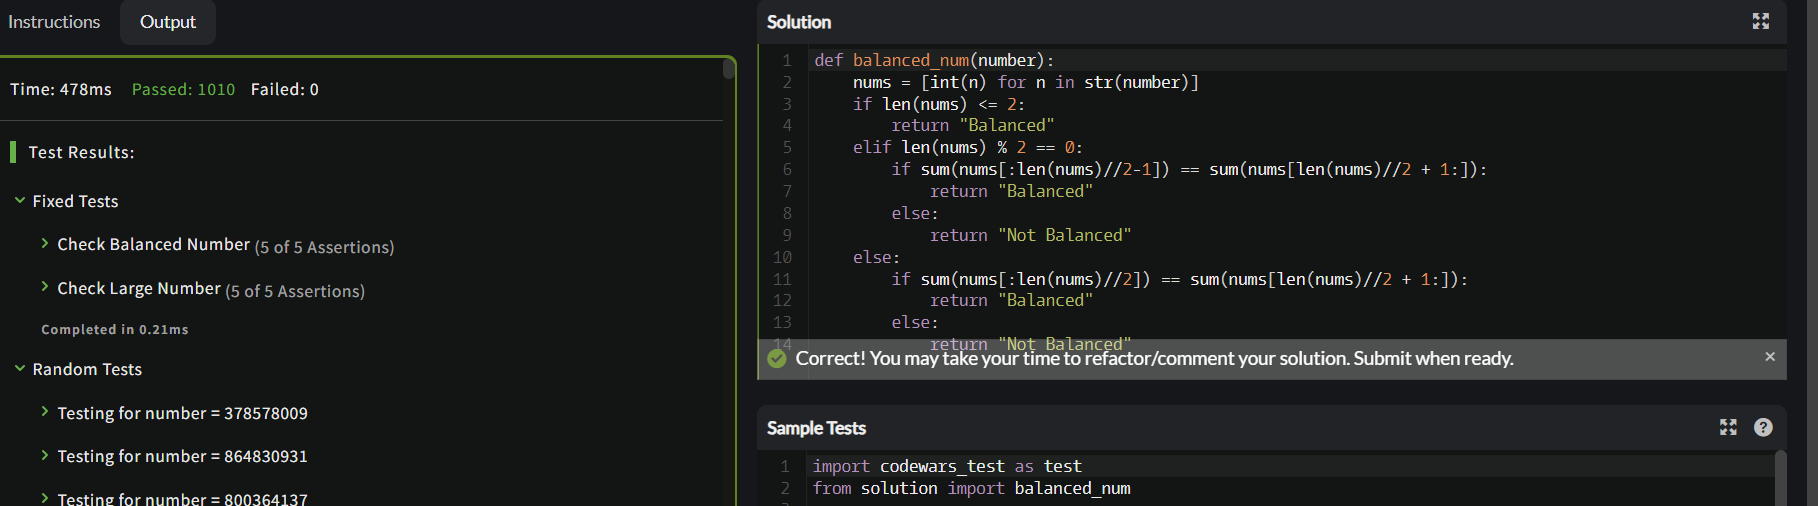 Instructions
Output
Time: 478ms Passed: 1010 Failed: 0
Test Results:
Fixed Tests
Check Balanced Number (5 of 5 Assertions)
Check Large Number (5 of 5 Assertions)
Completed in 0.21ms
Random Tests
Testing for number = 378578009
Testing for number = 864830931
Testing for number = 800364137
Solution
1 def balanced_num(number):
2     nums = [int(n) for n in str(number)]
3     if len(nums) <= 2:
4         return "Balanced"
5     elif len(nums) % 2 == 0:
6         if sum(nums[:len(nums)//2-1]) == sum(nums[len(nums)//2 + 1:]):
7             return "Balanced"
8         else:
9             return "Not Balanced"
10     else:
11         if sum(nums[:len(nums)//2]) == sum(nums[len(nums)//2 + 1:]):
12             return "Balanced"
13         else:
14             return "Not Balanced"
Correct! You may take your time to refactor/comment your solution. Submit when ready. ×
Sample Tests ?
1 import codewars_test as test
2 from solution import balanced_num